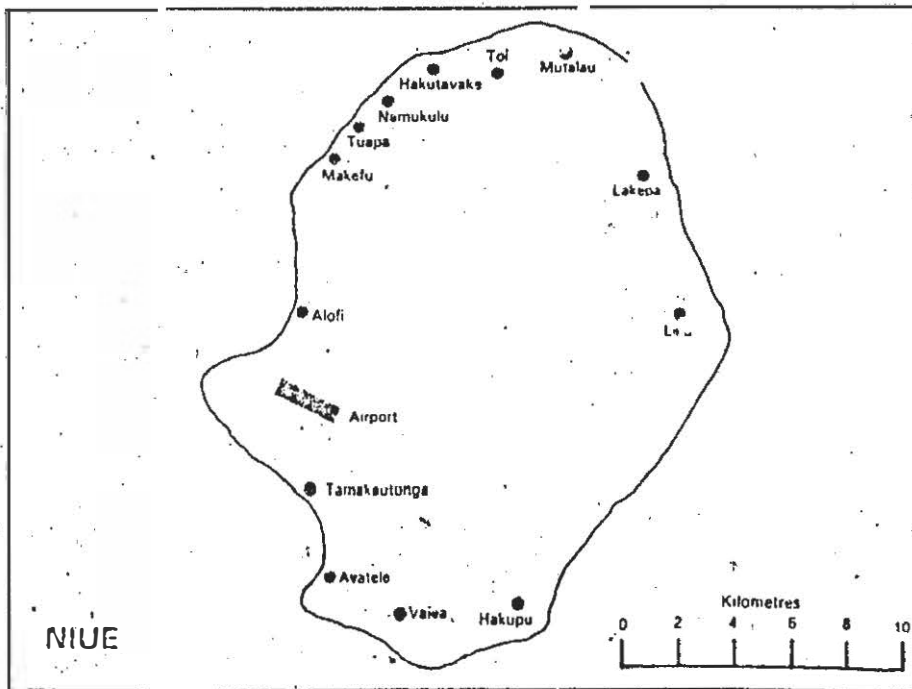 Toi
Mutalau
Hakutavake
Namukulu
Tuapa
Makefu
Lakepa
Alofi
Airport
Tamakautonga
Avatele
Hakupu
NIUE
Kilometres
0 2 4 6 8 10